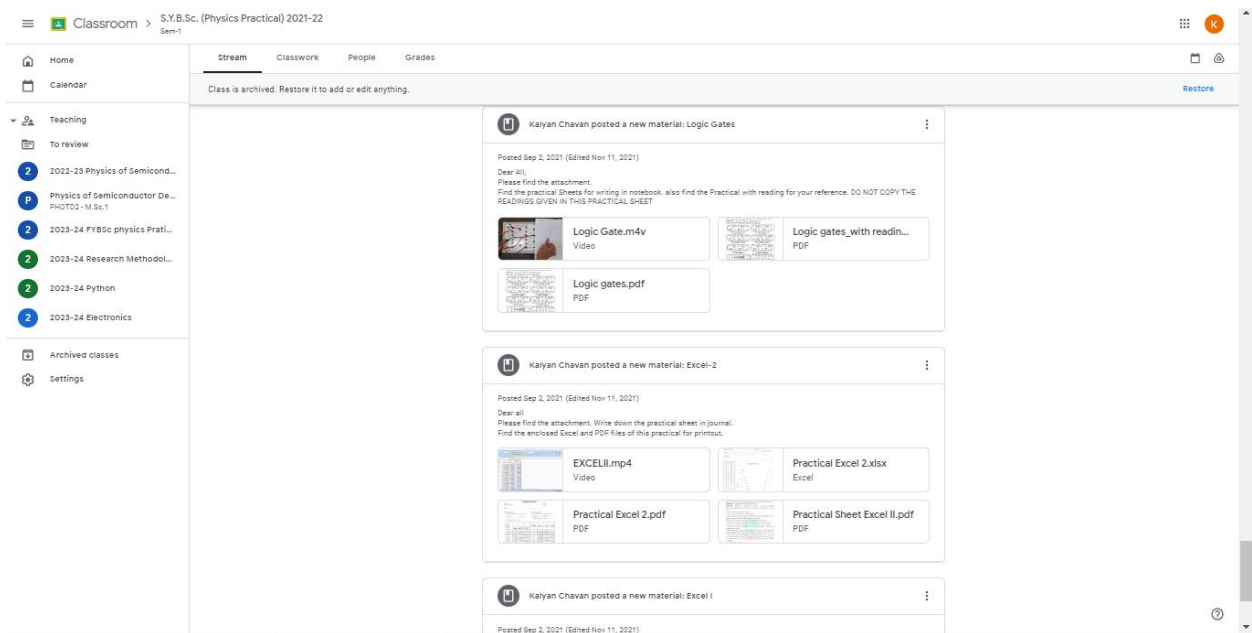 Classroom > S.Y.B.Sc. (Physics Practical) 2021-22
Sem-1
K
Home
Calendar
Teaching
To review
2 2022-23 Physics of Semicond...
P Physics of Semiconductor De...
PHOTD2 - M.Sc.1
2 2023-24 FYBSc physics Prati...
2 2023-24 Research Methodol...
2 2023-24 Python
2 2023-24 Electronics
Archived classes
Settings
Stream Classwork People Grades
Class is archived. Restore it to add or edit anything. Restore
Kalyan Chavan posted a new material: Logic Gates
Posted Sep 2, 2021 (Edited Nov 11, 2021)
Dear All,
Please find the attachment.
Find the practical Sheets for writing in notebook. also find the Practical with reading for your reference. DO NOT COPY THE
READINGS GIVEN IN THIS PRACTICAL SHEET
Logic Gate.m4v
Video
Logic gates_with readin...
PDF
Logic gates.pdf
PDF
Kalyan Chavan posted a new material: Excel-2
Posted Sep 2, 2021 (Edited Nov 11, 2021)
Dear all
Please find the attachment. Write down the practical sheet in journal.
Find the enclosed Excel and PDF files of this practical for printout.
EXCELII.mp4
Video
Practical Excel 2.xlsx
Excel
Practical Excel 2.pdf
PDF
Practical Sheet Excel II.pdf
PDF
Kalyan Chavan posted a new material: Excel I
Posted Sep 2, 2021 (Edited Nov 11, 2021)